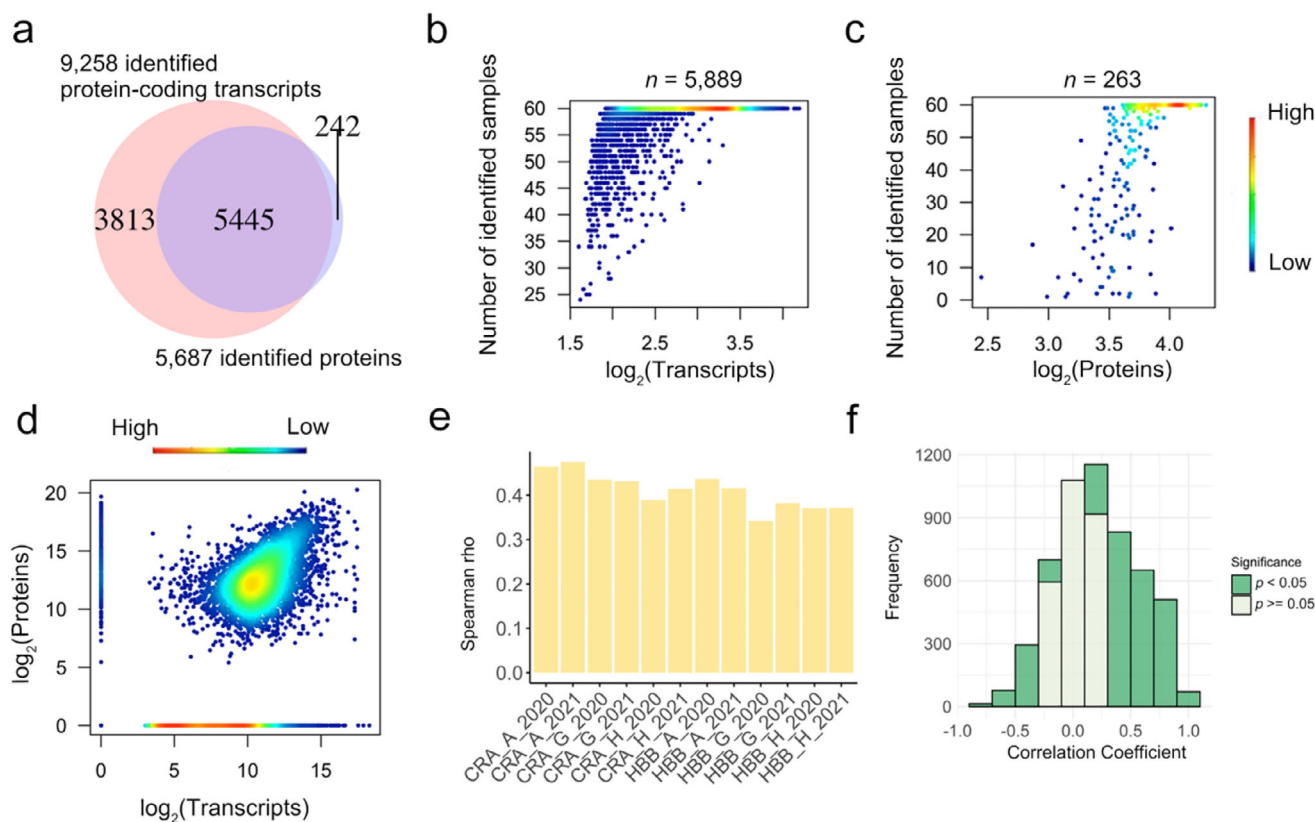 a
9,258 identified
protein-coding transcripts
242
3813
5445
5,687 identified proteins
b
n = 5,889
Number of identified samples
60
55
50
45
40
35
30
25
1.5
2.5
3.5
log2(Transcripts)
c
n = 263
Number of identified samples
60
50
40
30
20
10
0
2.5
3.0
3.5
4.0
log2(Proteins)
High
Low
d
High
Low
log2(Proteins)
20
15
10
5
0
0
5
10
15
log2(Transcripts)
e
Spearman rho
0.4
0.3
0.2
0.1
0.0
CRA_A_2020
CRA_A_2021
CRA_G_2020
CRA_G_2021
CRA_H_2020
CRA_H_2021
HBB_A_2020
HBB_A_2021
HBB_G_2020
HBB_G_2021
HBB_H_2020
HBB_H_2021
f
Frequency
1200
900
600
300
0
-1.0
-0.5
0.0
0.5
1.0
Correlation Coefficient
Significance
p < 0.05
p >= 0.05